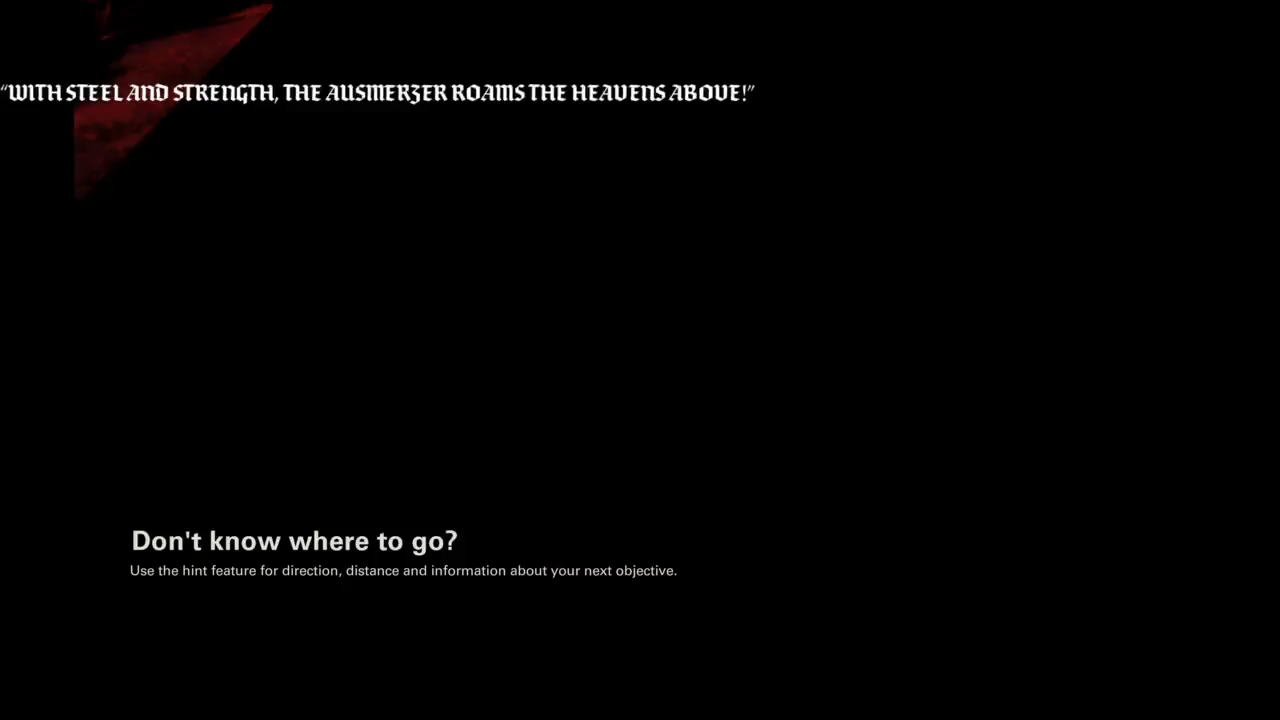 “WITH STEEL AND STRENGTH, THE AUSMERZER ROAMS THE HEAVENS ABOVE!”
Don't know where to go?
Use the hint feature for direction, distance and information about your next objective.